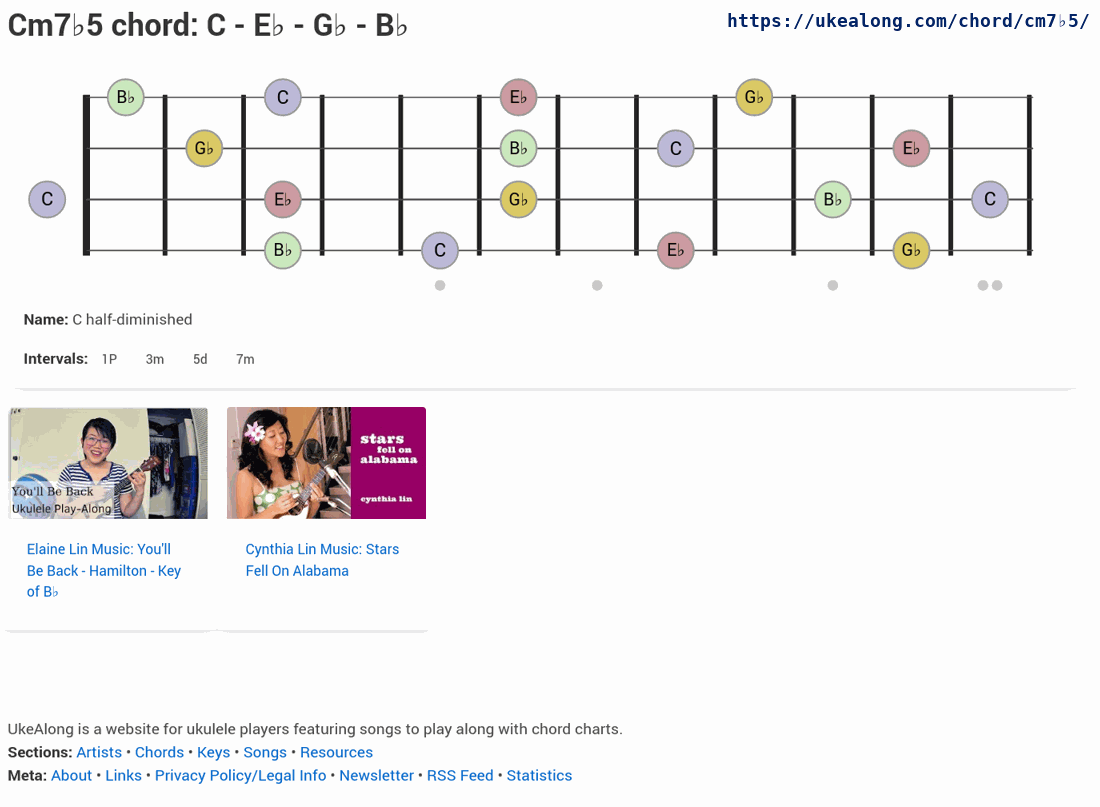 Cm7♭5 chord: C - E♭ - G♭ - B♭
https://ukealong.com/chord/cm7♭5/
B♭ C E♭ G♭
G♭ B♭ C E♭
C E♭ G♭ B♭ C
B♭ C E♭ G♭
Name: C half-diminished
Intervals: 1P 3m 5d 7m
You'll Be Back
Ukulele Play-Along
stars
fell on
alabama
cynthia lin
Elaine Lin Music: You'll
Be Back - Hamilton - Key
of B♭
Cynthia Lin Music: Stars
Fell On Alabama
UkeAlong is a website for ukulele players featuring songs to play along with chord charts.
Sections: Artists • Chords • Keys • Songs • Resources
Meta: About • Links • Privacy Policy/Legal Info • Newsletter • RSS Feed • Statistics